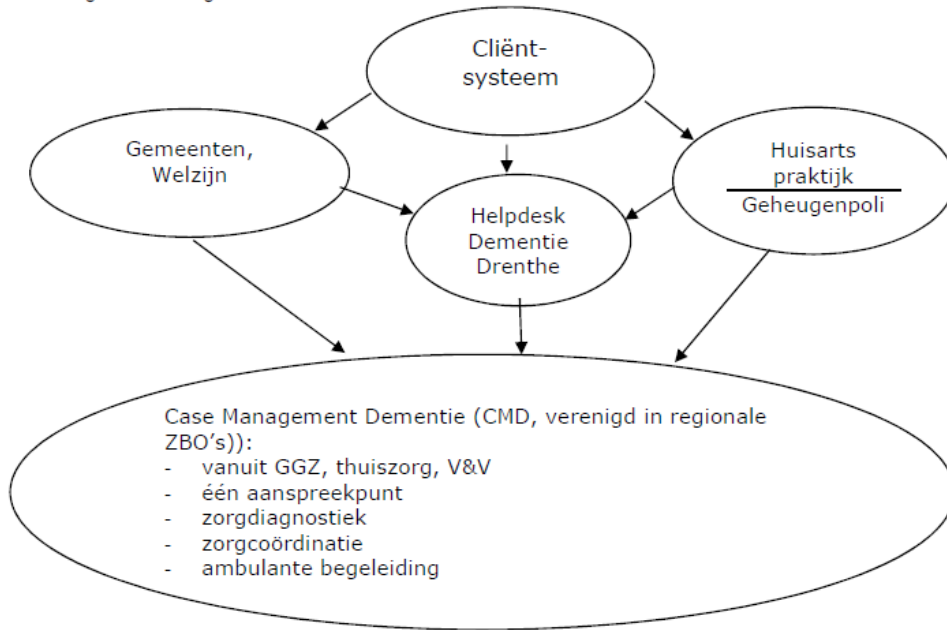 Cliënt-
systeem
Gemeenten,
Welzijn
Huisarts
praktijk
Geheugenpoli
Helpdesk
Dementie
Drenthe
Case Management Dementie (CMD, verenigd in regionale
ZBO's)):
- vanuit GGZ, thuiszorg, V&V
- één aanspreekpunt
- zorgdiagnostiek
- zorgcoördinatie
- ambulante begeleiding